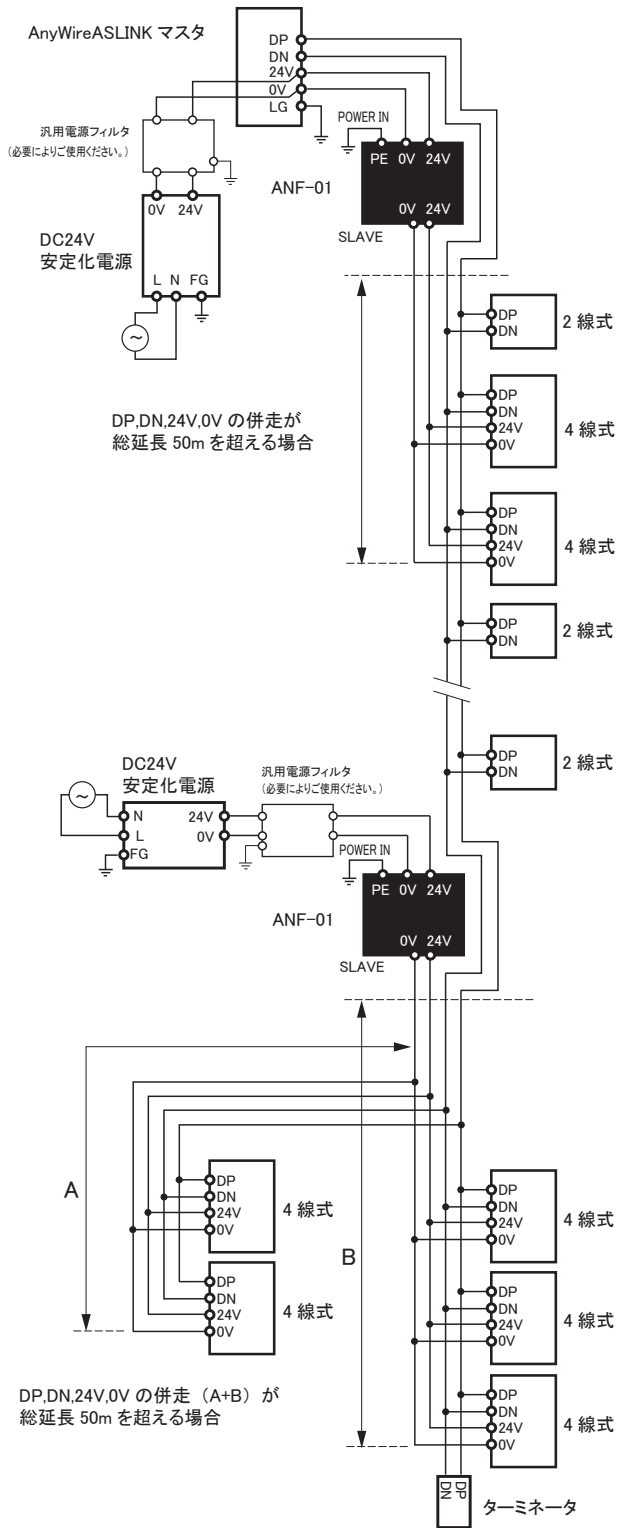 AnyWireASLINK マスタ
DP
DN
24V
0V
LG
汎用電源フィルタ
(必要によりご使用ください。)
POWER IN
PE 0V 24V
ANF-01
0V 24V
SLAVE
0V 24V
DC24V
安定化電源
L N FG
DP
DN
2 線式
DP,DN,24V,0V の併走が
総延長 50m を超える場合
DP
DN
24V
0V
4 線式
DP
DN
24V
0V
4 線式
DP
DN
2 線式
DP
DN
2 線式
DC24V
安定化電源
N
L
FG
24V
0V
汎用電源フィルタ
(必要によりご使用ください。)
POWER IN
PE 0V 24V
ANF-01
0V 24V
SLAVE
A
DP
DN
24V
0V
4 線式
DP
DN
24V
0V
4 線式
B
DP
DN
24V
0V
4 線式
DP
DN
24V
0V
4 線式
DP
DN
24V
0V
4 線式
DP,DN,24V,0V の併走（A+B）が
総延長 50m を超える場合
DN
DP
ターミネータ